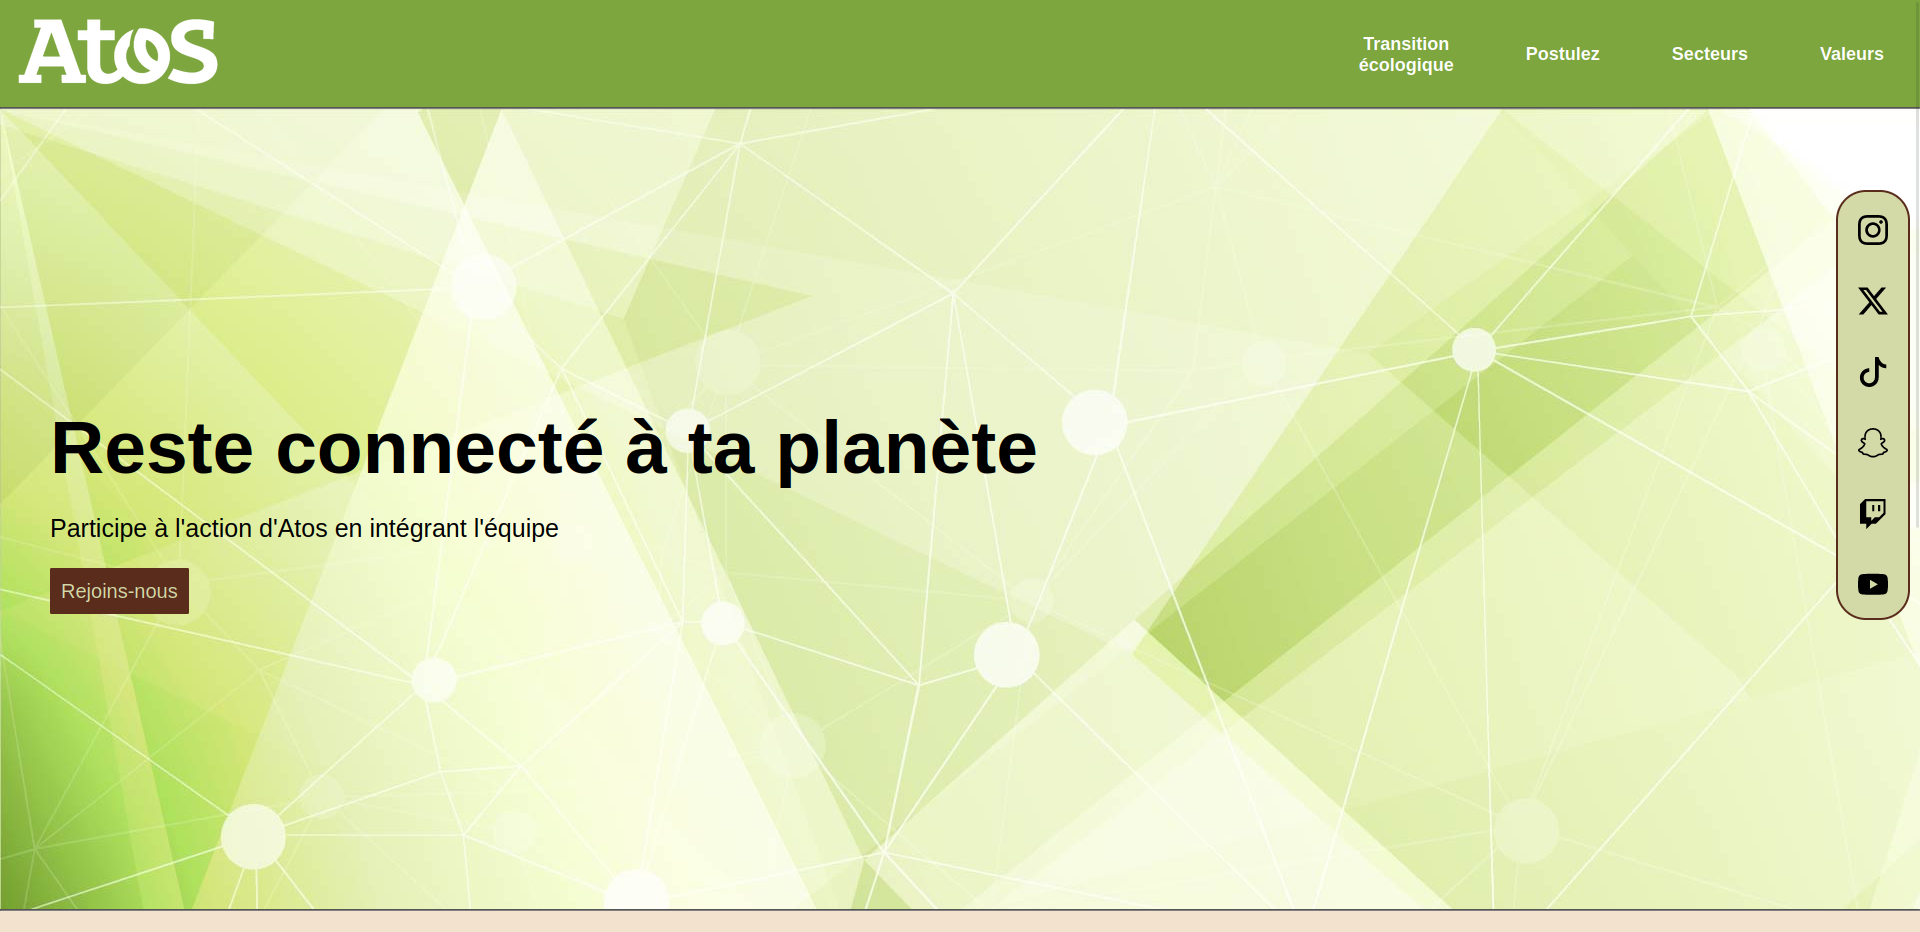 Atos
Transition
écologique
Postulez
Secteurs
Valeurs
Reste connecté à ta planète
Participe à l'action d'Atos en intégrant l'équipe
Rejoins-nous